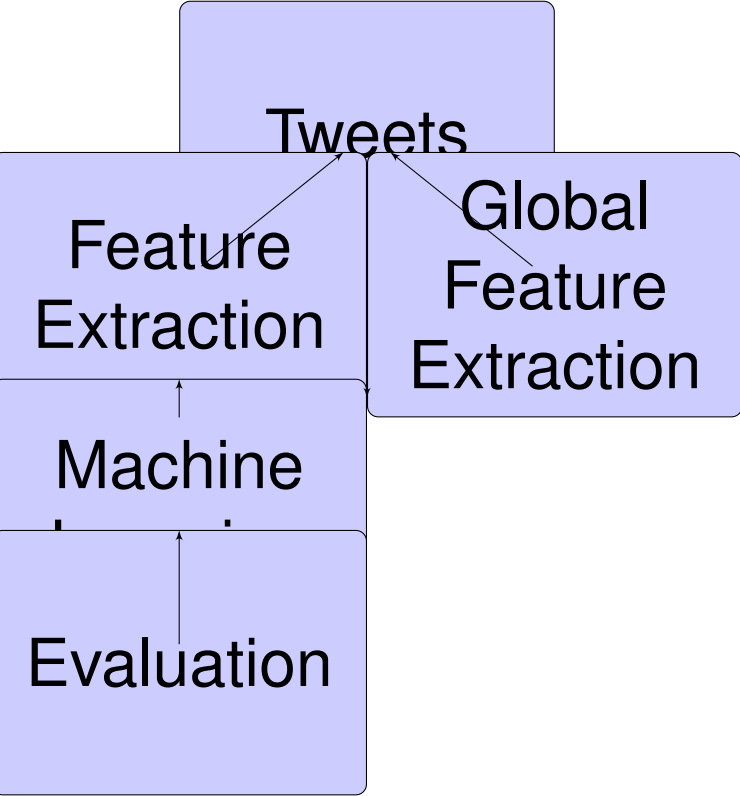 Tweets
Feature
Extraction
Global
Feature
Extraction
Machine
Evaluation